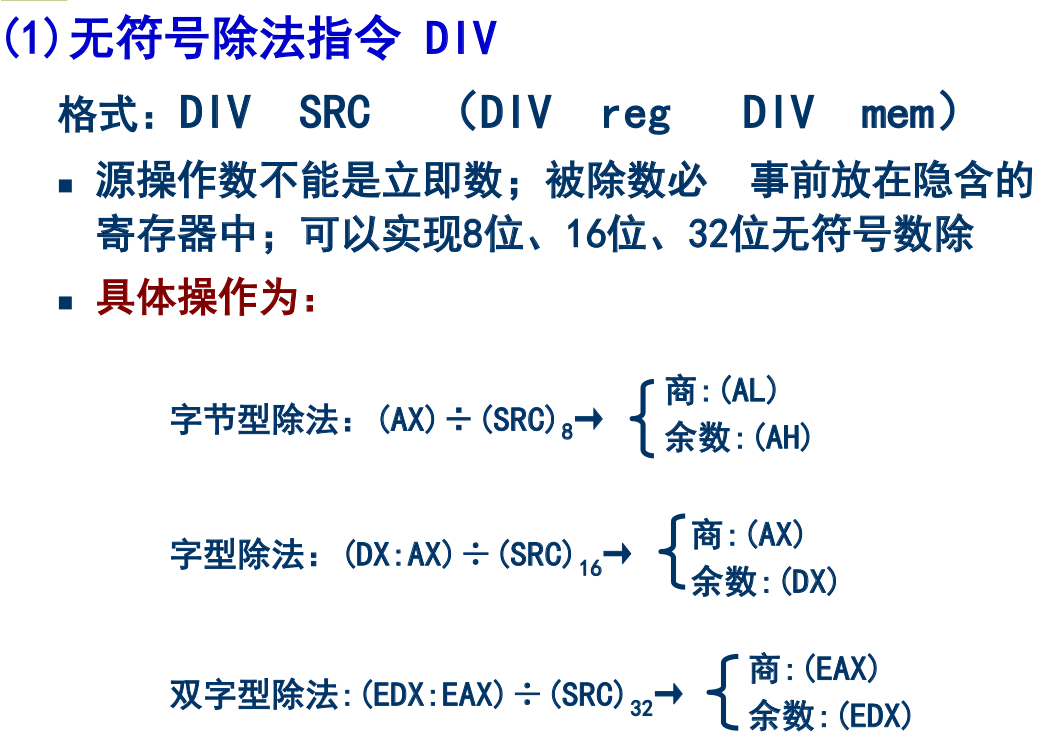 (1)无符号除法指令 DIV
格式：DIV SRC （DIV reg DIV mem）
▪ 源操作数不能是立即数；被除数必 事前放在隐含的
寄存器中；可以实现8位、16位、32位无符号数除
▪ 具体操作为：
字节型除法：(AX)÷(SRC)8→ { 商:(AL)
余数:(AH)
字型除法：(DX:AX)÷(SRC)16→ { 商:(AX)
余数:(DX)
双字型除法:(EDX:EAX)÷(SRC)32→ { 商:(EAX)
余数:(EDX)